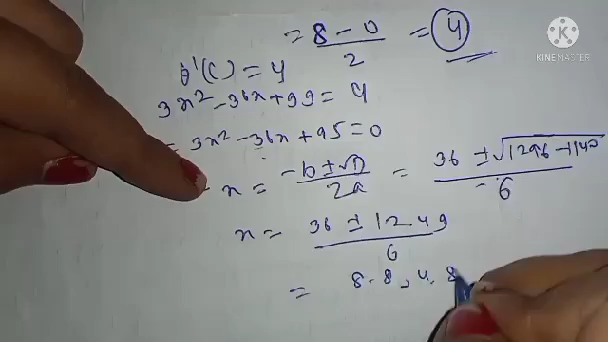 = 8 - 0 / 2 = 4
f'(c) = 4
3x² - 36x + 99 = 4
= 3x² - 36x + 95 = 0
x = -b ± √D / 2a = 36 ± √1296 - 1140 / 6
x = 36 ± 12.49 / 6
= 8.8, 4.8
KINEMASTER